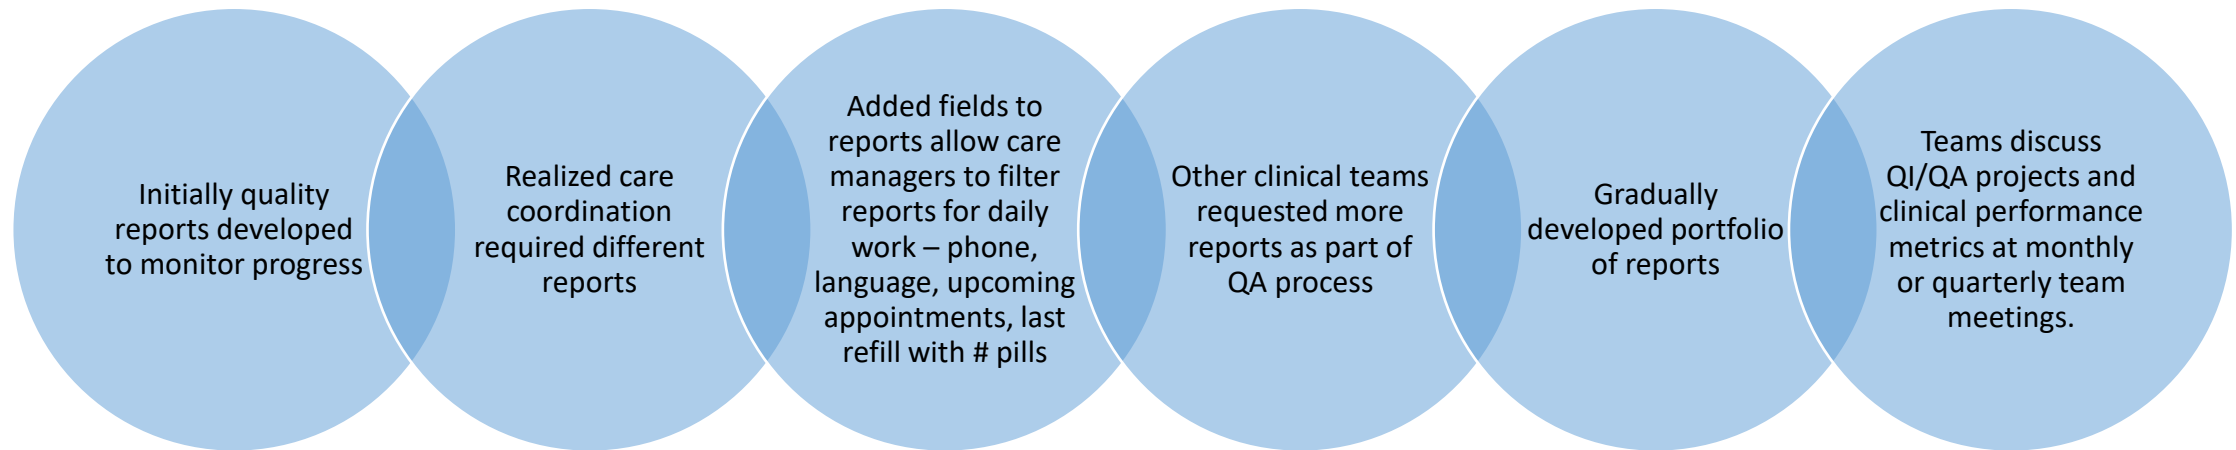 Initially quality
reports developed
to monitor progress
Realized care
coordination
required different
reports
Added fields to
reports allow care
managers to filter
reports for daily
work – phone,
language, upcoming
appointments, last
refill with # pills
Other clinical teams
requested more
reports as part of
QA process
Gradually
developed portfolio
of reports
Teams discuss
QI/QA projects and
clinical performance
metrics at monthly
or quarterly team
meetings.